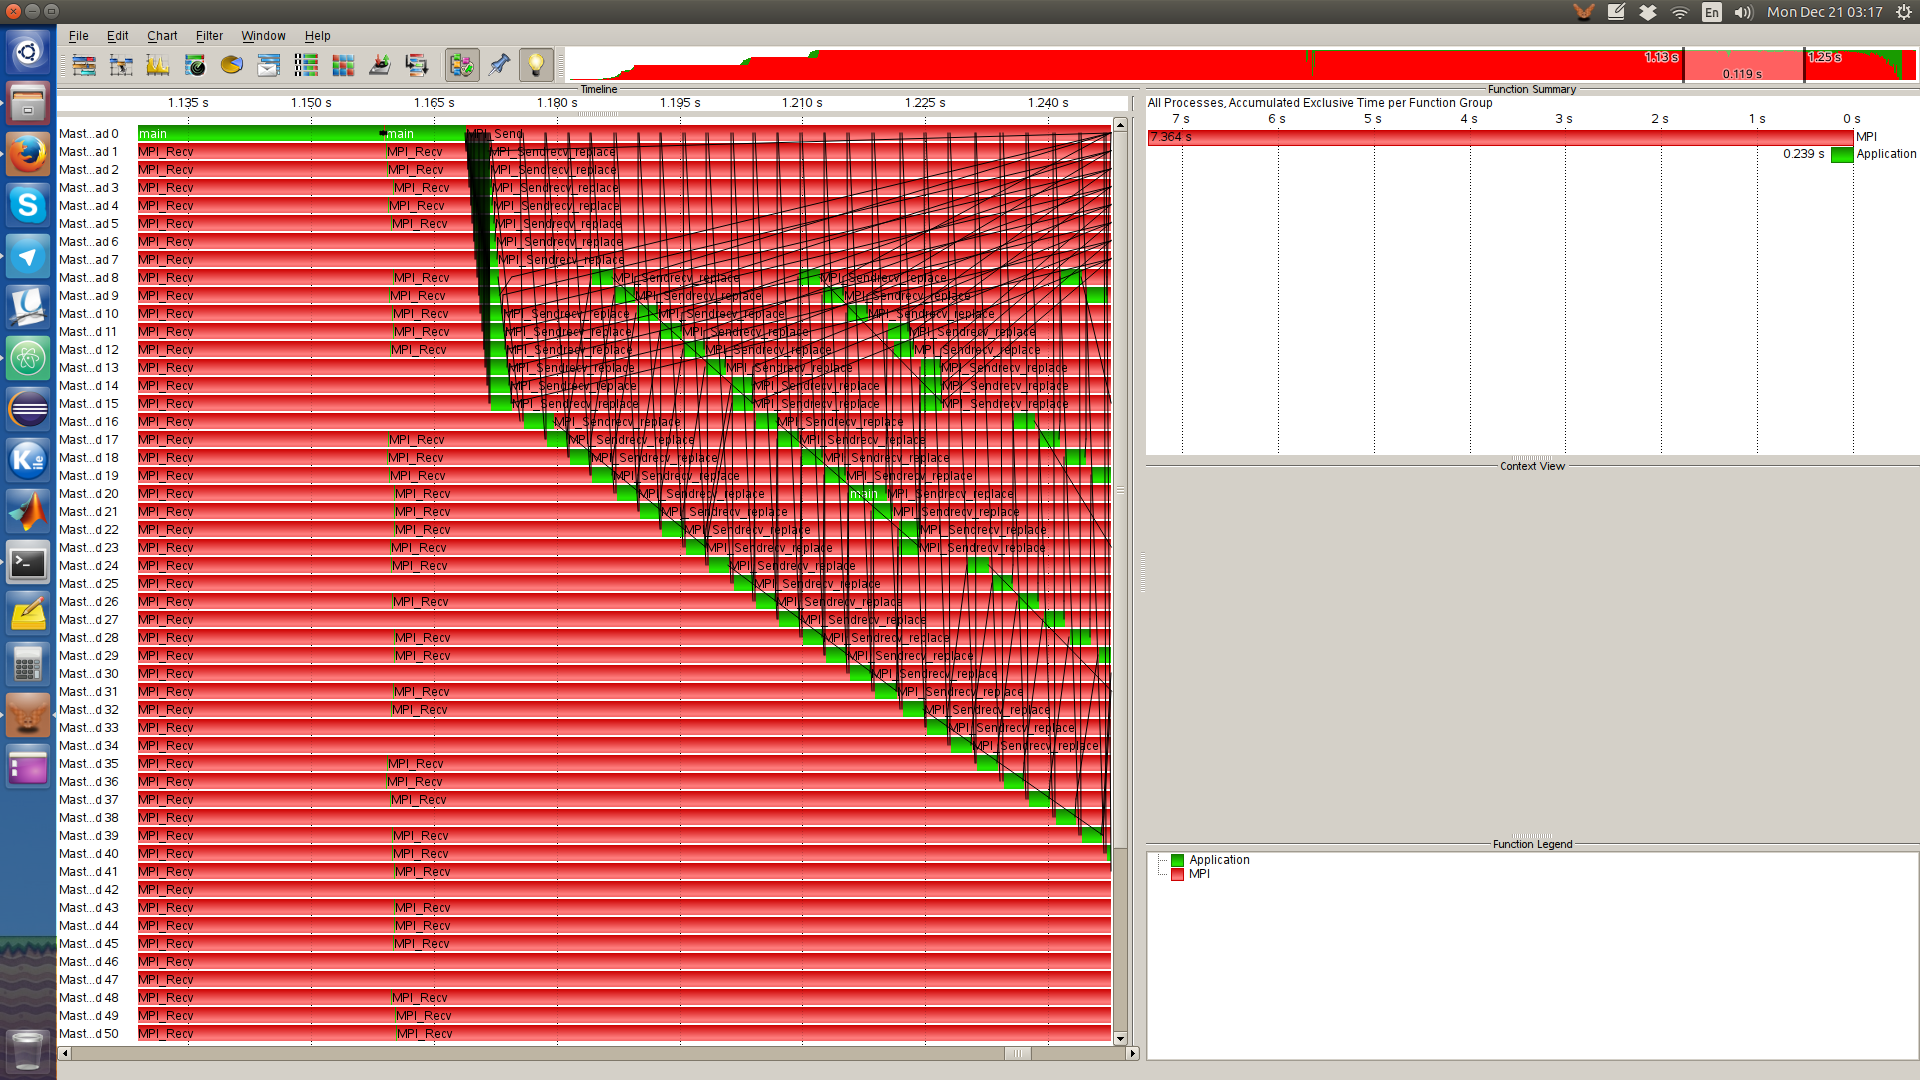 En Mon Dec 21 03:17
File Edit Chart Filter Window Help
1.13 s 1.25 s
0.119 s
Timeline
1.135 s 1.150 s 1.165 s 1.180 s 1.195 s 1.210 s 1.225 s 1.240 s
Mast...ad 0 main main MPI_Send
Mast...ad 1 MPI_Recv MPI_Recv MPI_Sendrecv_replace
Mast...ad 2 MPI_Recv MPI_Recv MPI_Sendrecv_replace
Mast...ad 3 MPI_Recv MPI_Recv MPI_Sendrecv_replace
Mast...ad 4 MPI_Recv MPI_Recv MPI_Sendrecv_replace
Mast...ad 5 MPI_Recv MPI_Recv MPI_Sendrecv_replace
Mast...ad 6 MPI_Recv MPI_Sendrecv_replace
Mast...ad 7 MPI_Recv MPI_Sendrecv_replace
Mast...ad 8 MPI_Recv MPI_Recv MPI_Sendrecv_replace MPI_Sendrecv_replace
Mast...ad 9 MPI_Recv MPI_Recv MPI_Sendrecv_replace MPI_Sendrecv_replace
Mast...d 10 MPI_Recv MPI_Recv MPI_Sendrecv_replace MPI_Sendrecv_replace MPI_Sendrecv_replace
Mast...d 11 MPI_Recv MPI_Recv MPI_Sendrecv_replace MPI_Sendrecv_replace MPI_Sendrecv_replace
Mast...d 12 MPI_Recv MPI_Recv MPI_Sendrecv_replace MPI_Sendrecv_replace MPI_Sendrecv_replace
Mast...d 13 MPI_Recv MPI_Sendrecv_replace MPI_Sendrecv_replace MPI_Sendrecv_replace
Mast...d 14 MPI_Recv MPI_Sendrecv_replace MPI_Sendrecv_replace MPI_Sendrecv_replace
Mast...d 15 MPI_Recv MPI_Sendrecv_replace MPI_Sendrecv_replace MPI_Sendrecv_replace
Mast...d 16 MPI_Recv MPI_Sendrecv_replace MPI_Sendrecv_replace
Mast...d 17 MPI_Recv MPI_Recv MPI_Sendrecv_replace MPI_Sendrecv_replace
Mast...d 18 MPI_Recv MPI_Recv MPI_Sendrecv_replace MPI_Sendrecv_replace
Mast...d 19 MPI_Recv MPI_Recv MPI_Sendrecv_replace MPI_Sendrecv_replace
Mast...d 20 MPI_Recv MPI_Recv MPI_Sendrecv_replace main MPI_Sendrecv_replace
Mast...d 21 MPI_Recv MPI_Recv MPI_Sendrecv_replace MPI_Sendrecv_replace
Mast...d 22 MPI_Recv MPI_Recv MPI_Sendrecv_replace MPI_Sendrecv_replace
Mast...d 23 MPI_Recv MPI_Recv MPI_Sendrecv_replace MPI_Sendrecv_replace
Mast...d 24 MPI_Recv MPI_Recv MPI_Sendrecv_replace
Mast...d 25 MPI_Recv MPI_Sendrecv_replace
Mast...d 26 MPI_Recv MPI_Recv MPI_Sendrecv_replace
Mast...d 27 MPI_Recv MPI_Sendrecv_replace
Mast...d 28 MPI_Recv MPI_Recv MPI_Sendrecv_replace
Mast...d 29 MPI_Recv MPI_Recv MPI_Sendrecv_replace
Mast...d 30 MPI_Recv MPI_Sendrecv_replace
Mast...d 31 MPI_Recv MPI_Recv MPI_Sendrecv_replace
Mast...d 32 MPI_Recv MPI_Recv MPI_Sendrecv_replace
Mast...d 33 MPI_Recv MPI_Sendrecv_replace
Mast...d 34 MPI_Recv MPI_Sendrecv_replace
Mast...d 35 MPI_Recv MPI_Recv
Mast...d 36 MPI_Recv MPI_Recv
Mast...d 37 MPI_Recv MPI_Recv
Mast...d 38 MPI_Recv
Mast...d 39 MPI_Recv MPI_Recv
Mast...d 40 MPI_Recv MPI_Recv
Mast...d 41 MPI_Recv MPI_Recv
Mast...d 42 MPI_Recv
Mast...d 43 MPI_Recv MPI_Recv
Mast...d 44 MPI_Recv MPI_Recv
Mast...d 45 MPI_Recv MPI_Recv
Mast...d 46 MPI_Recv
Mast...d 47 MPI_Recv
Mast...d 48 MPI_Recv MPI_Recv
Mast...d 49 MPI_Recv MPI_Recv
Mast...d 50 MPI_Recv MPI_Recv
Function Summary
All Processes, Accumulated Exclusive Time per Function Group
7 s 6 s 5 s 4 s 3 s 2 s 1 s 0 s
7.364 s MPI
0.239 s Application
Context View
Function Legend
Application
MPI